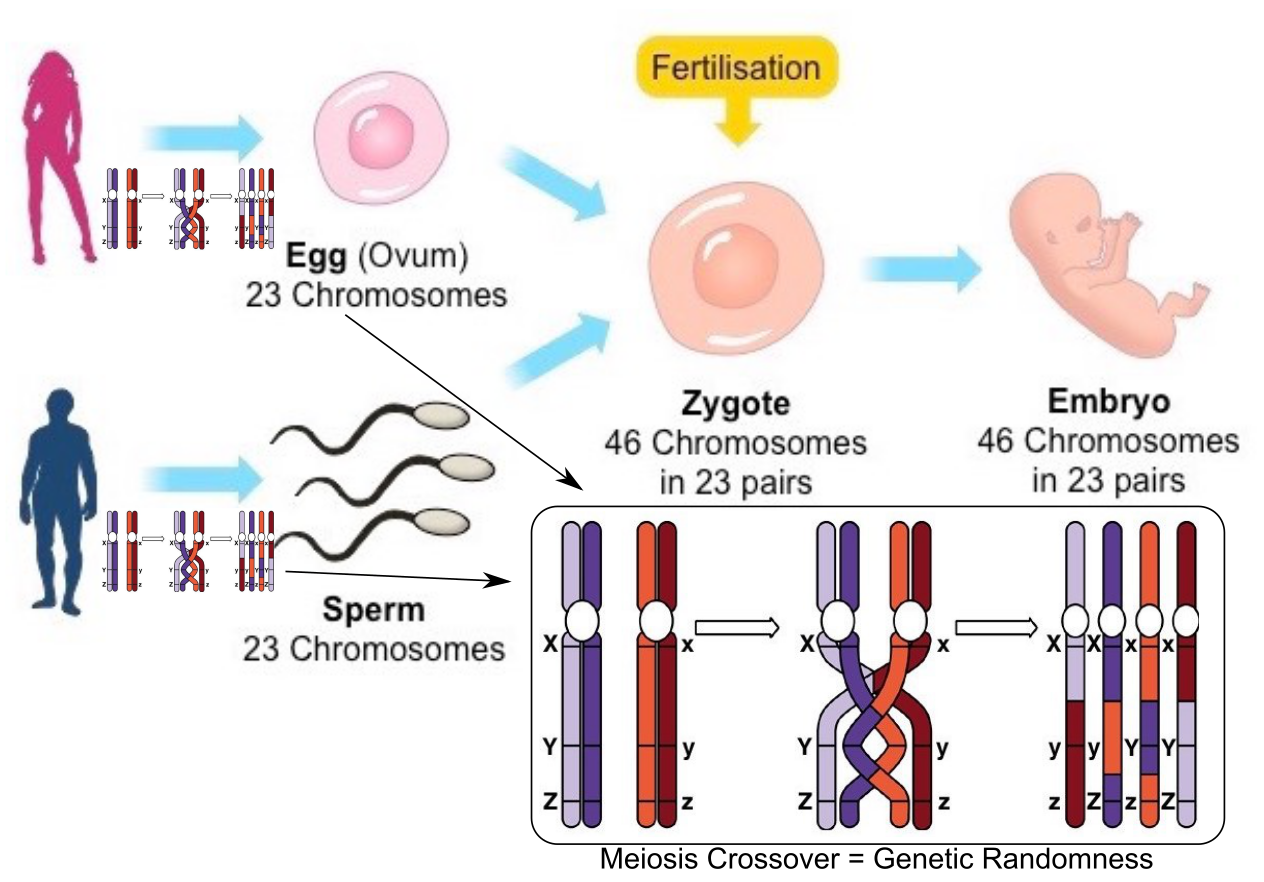 Fertilisation
Egg (Ovum)
23 Chromosomes
X x X x X X x x
Y y Y y y y Y Y
Z z Z z z Z z Z
Zygote
46 Chromosomes
in 23 pairs
Embryo
46 Chromosomes
in 23 pairs
Sperm
23 Chromosomes
X x X x X X x x
Y y Y y y y Y Y
Z z Z z z Z z Z
X x X x X X x x
Y y Y y y y Y Y
Z z Z z z Z z Z
Meiosis Crossover = Genetic Randomness